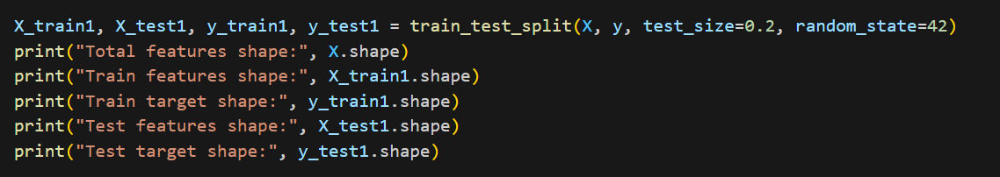 X_train1, X_test1, y_train1, y_test1 = train_test_split(X, y, test_size=0.2, random_state=42)
print("Total features shape:", X.shape)
print("Train features shape:", X_train1.shape)
print("Train target shape:", y_train1.shape)
print("Test features shape:", X_test1.shape)
print("Test target shape:", y_test1.shape)